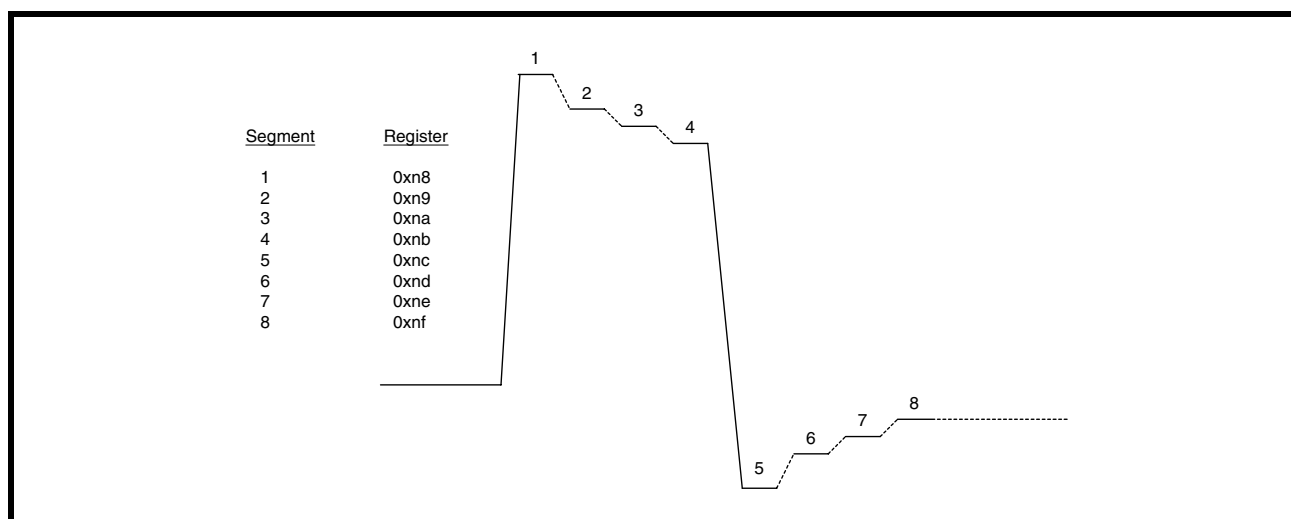 Segment Register
1 0xn8
2 0xn9
3 0xna
4 0xnb
5 0xnc
6 0xnd
7 0xne
8 0xnf
1
2
3
4
5
6
7
8